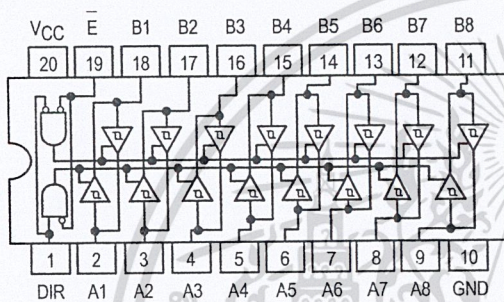 VCC E B1 B2 B3 B4 B5 B6 B7 B8
20 19 18 17 16 15 14 13 12 11
1 2 3 4 5 6 7 8 9 10
DIR A1 A2 A3 A4 A5 A6 A7 A8 GND